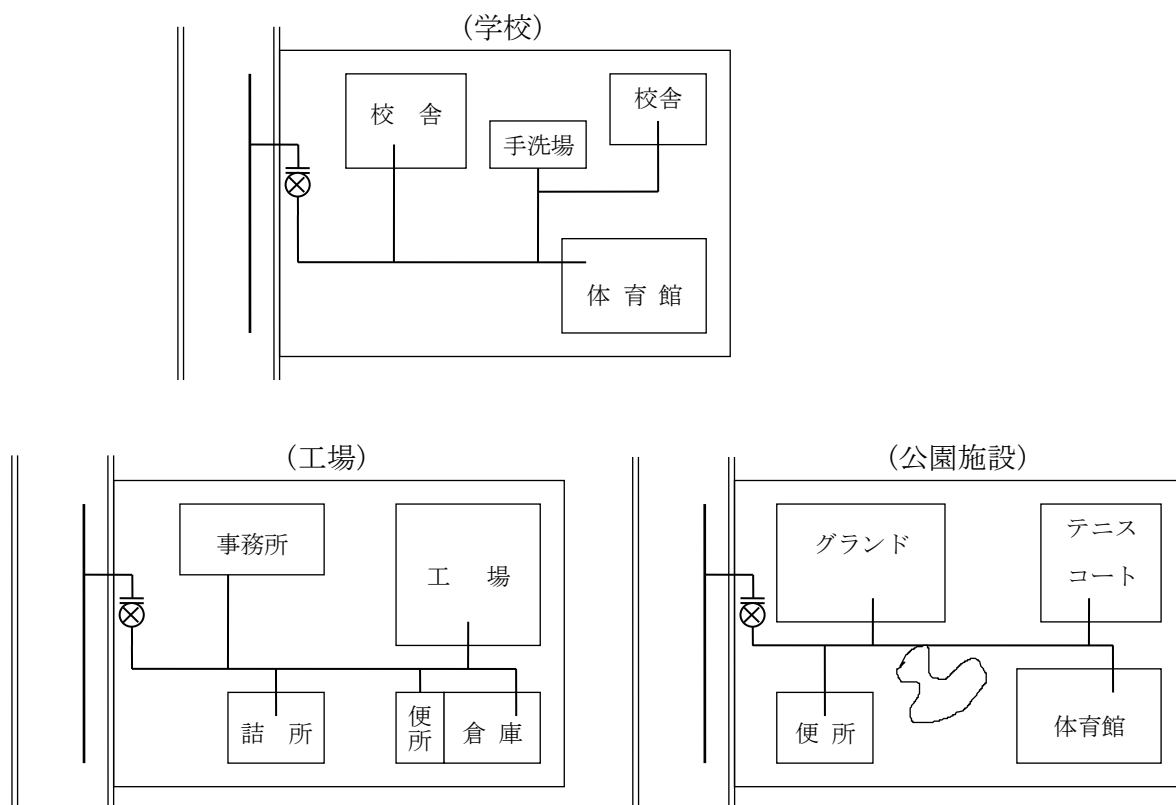 （学校）
校　舎
校舎
手洗場
体 育 館
（工場）
事務所
工　場
詰　所
便所
倉 庫
（公園施設）
グランド
テニス
コート
便 所
体育館